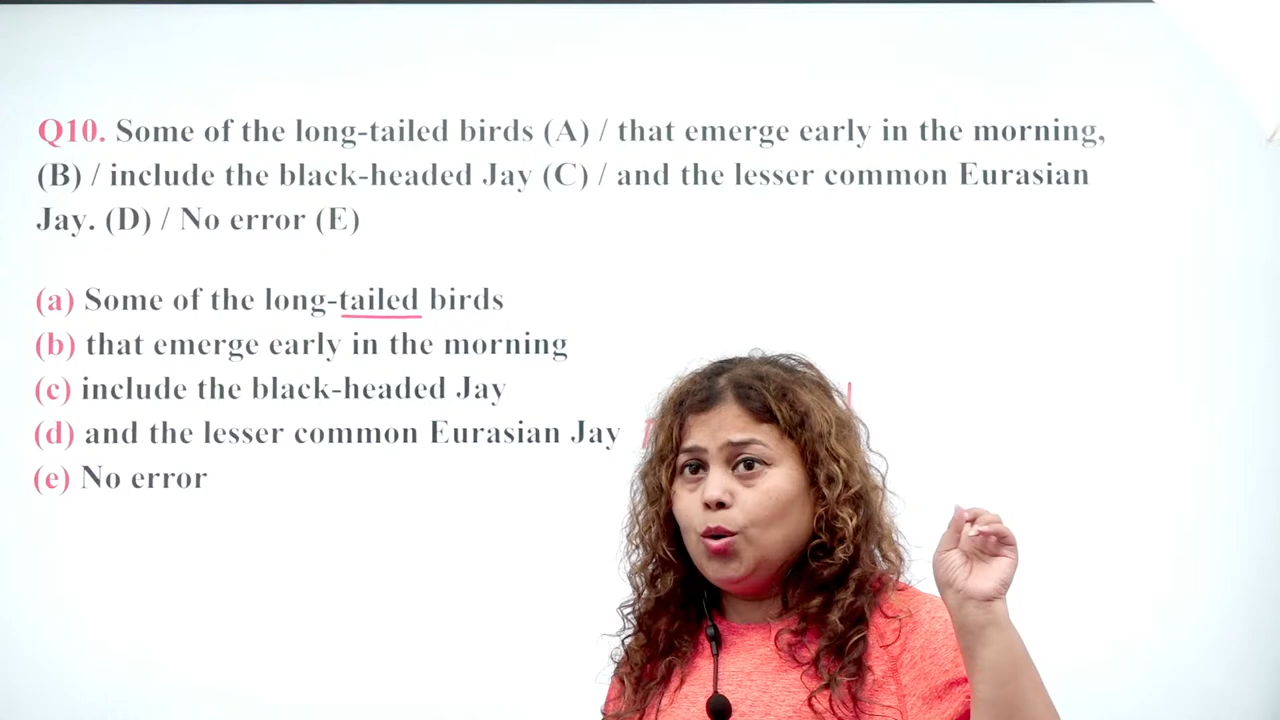 Q10. Some of the long-tailed birds (A) / that emerge early in the morning,
(B) / include the black-headed Jay (C) / and the lesser common Eurasian
Jay. (D) / No error (E)
(a) Some of the long-tailed birds
(b) that emerge early in the morning
(c) include the black-headed Jay
(d) and the lesser common Eurasian Jay
(e) No error